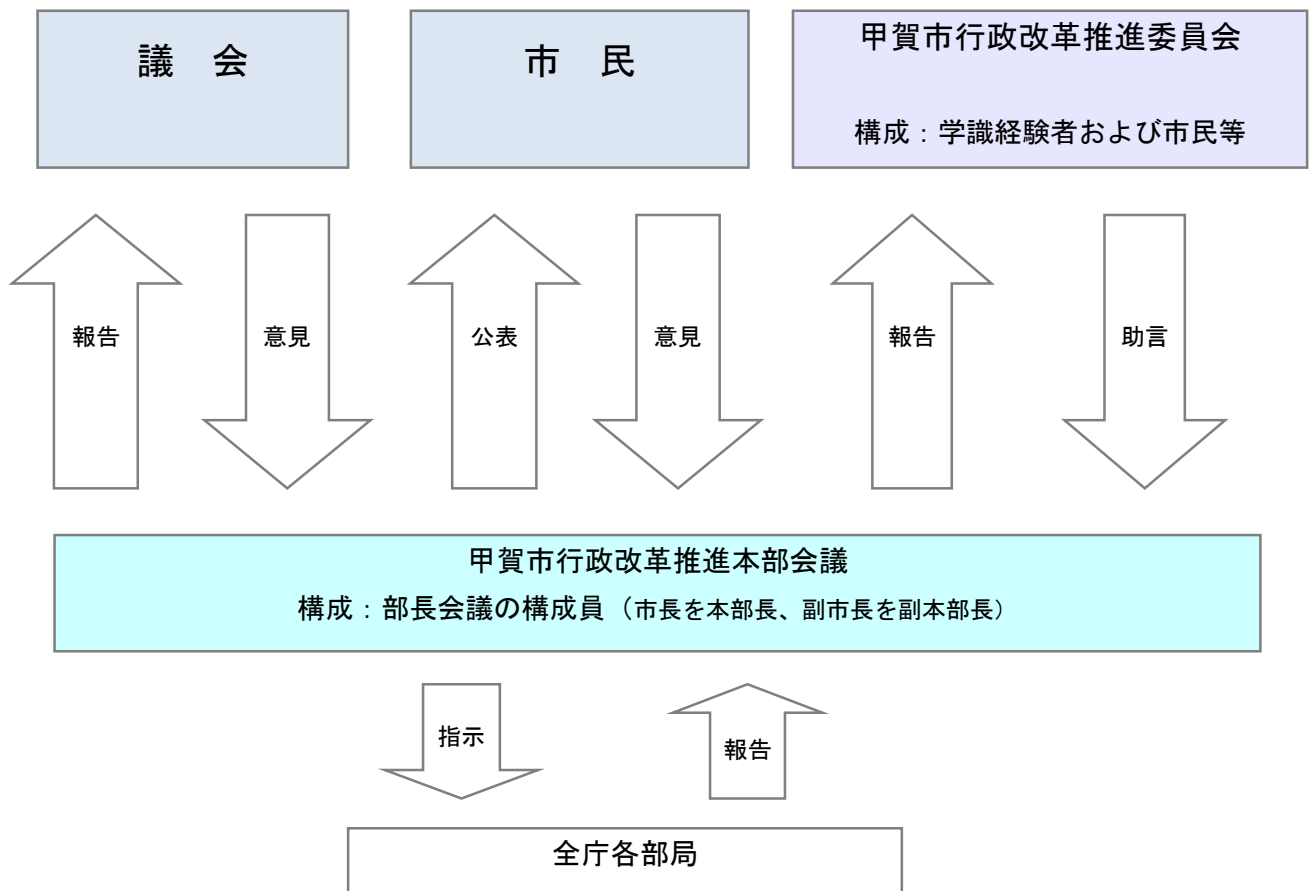 議　会
市　民
甲賀市行政改革推進委員会
構成：学識経験者および市民等
報告
意見
公表
意見
報告
助言
甲賀市行政改革推進本部会議
構成：部長会議の構成員（市長を本部長、副市長を副本部長）
指示
報告
全庁各部局